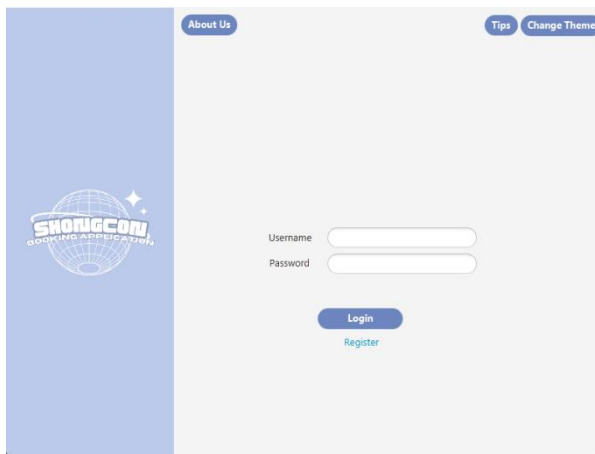 About Us
Tips
Change Theme
SHONGCON
BOOKING APPLICATION
Username
Password
Login
Register